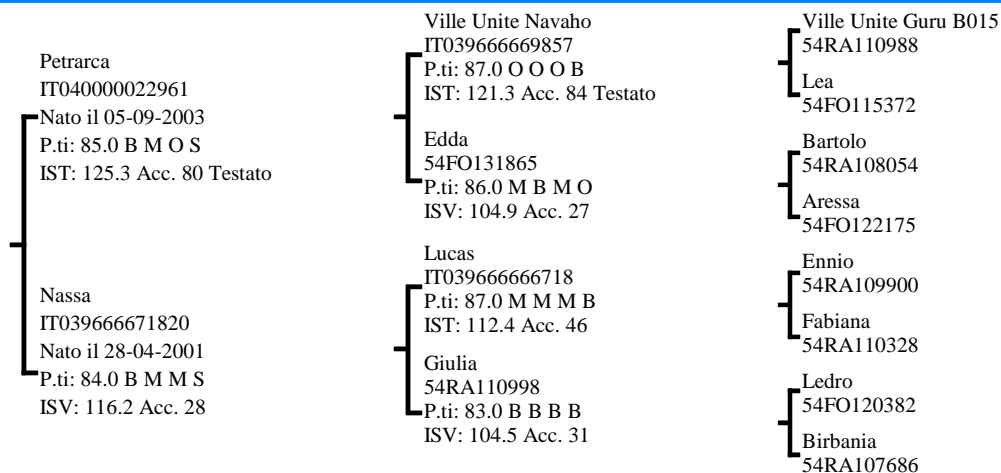 Petrarca
IT040000022961
Nato il 05-09-2003
P.ti: 85.0 B M O S
IST: 125.3 Acc. 80 Testato
Nassa
IT039666671820
Nato il 28-04-2001
P.ti: 84.0 B M M S
ISV: 116.2 Acc. 28
Ville Unite Navaho
IT039666669857
P.ti: 87.0 O O O B
IST: 121.3 Acc. 84 Testato
Edda
54FO131865
P.ti: 86.0 M B M O
ISV: 104.9 Acc. 27
Lucas
IT039666666718
P.ti: 87.0 M M M B
IST: 112.4 Acc. 46
Giulia
54RA110998
P.ti: 83.0 B B B B
ISV: 104.5 Acc. 31
Ville Unite Guru B015
54RA110988
Lea
54FO115372
Bartolo
54RA108054
Aressa
54FO122175
Ennio
54RA109900
Fabiana
54RA110328
Ledro
54FO120382
Birbania
54RA107686